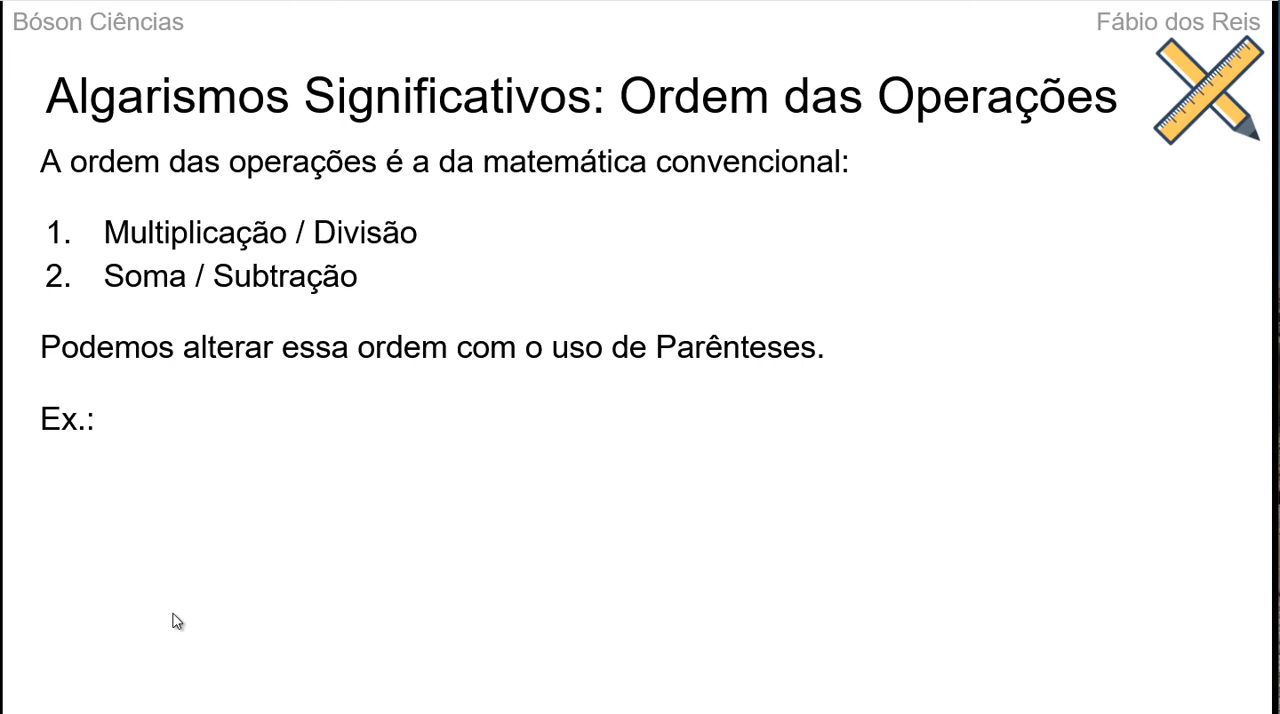 Bóson Ciências
Fábio dos Reis
Algarismos Significativos: Ordem das Operações
A ordem das operações é a da matemática convencional:
1. Multiplicação / Divisão
2. Soma / Subtração
Podemos alterar essa ordem com o uso de Parênteses.
Ex.: